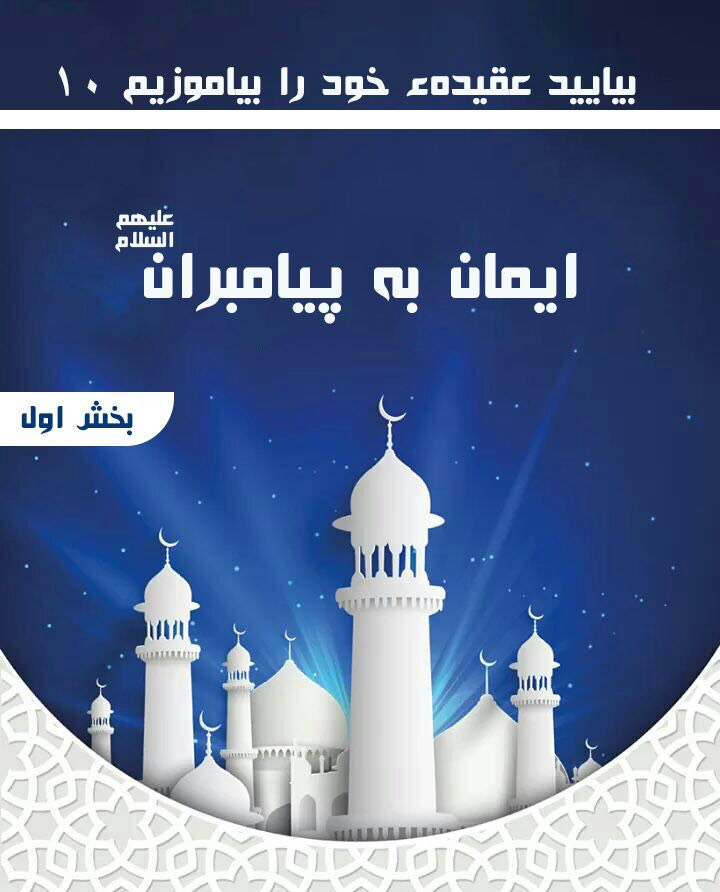 بیایید عقیدهء خود را بیاموزیم ۱۰
علیهم
السلام
ایمان به پیامبران
بخش اول